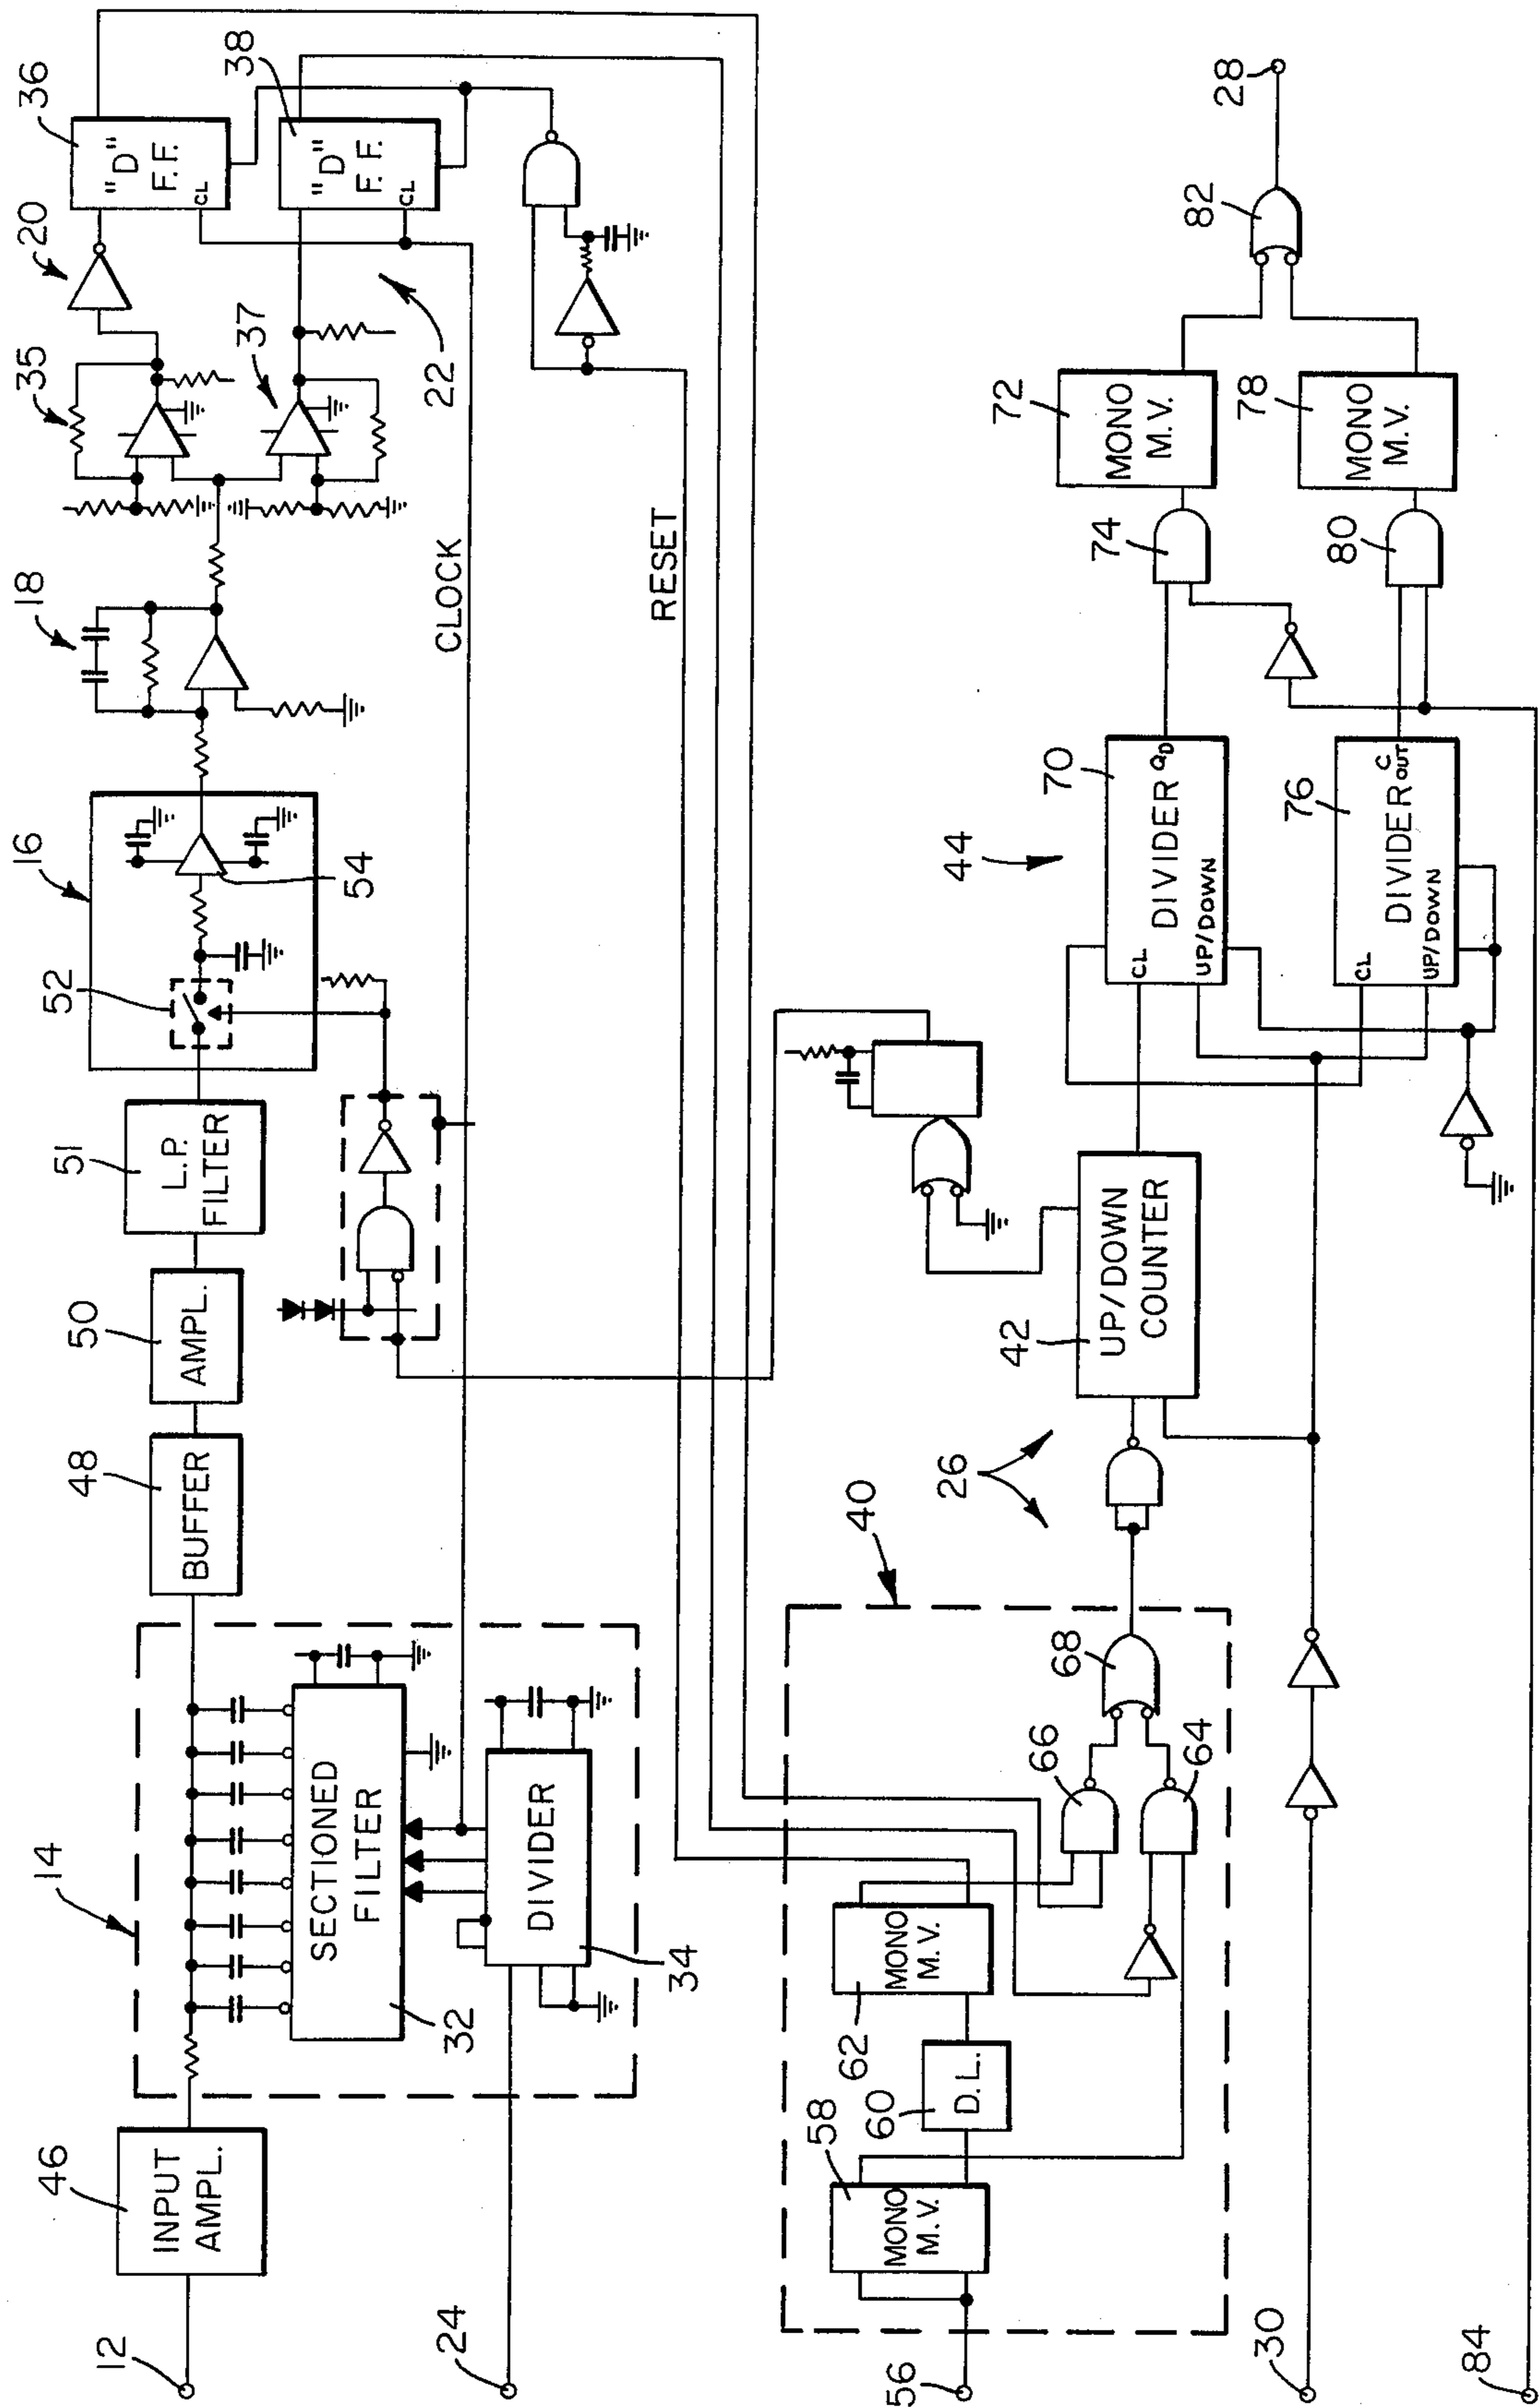 12
46
INPUT
AMPL.
14
32
SECTIONED
FILTER
24
34
DIVIDER
48
BUFFER
50
AMPL.
51
L.P.
FILTER
16
52
54
18
35
37
20
22
36
"D"
F.F.
CL
38
"D"
F.F.
CL
CLOCK
RESET
56
58
MONO
M.V.
60
D.L.
62
MONO
M.V.
40
66
64
68
26
42
UP/DOWN
COUNTER
44
70
DIVIDER
QD
CL
UP/DOWN
76
DIVIDER
C
OUT
CL
UP/DOWN
74
72
MONO
M.V.
80
78
MONO
M.V.
82
28
30
84